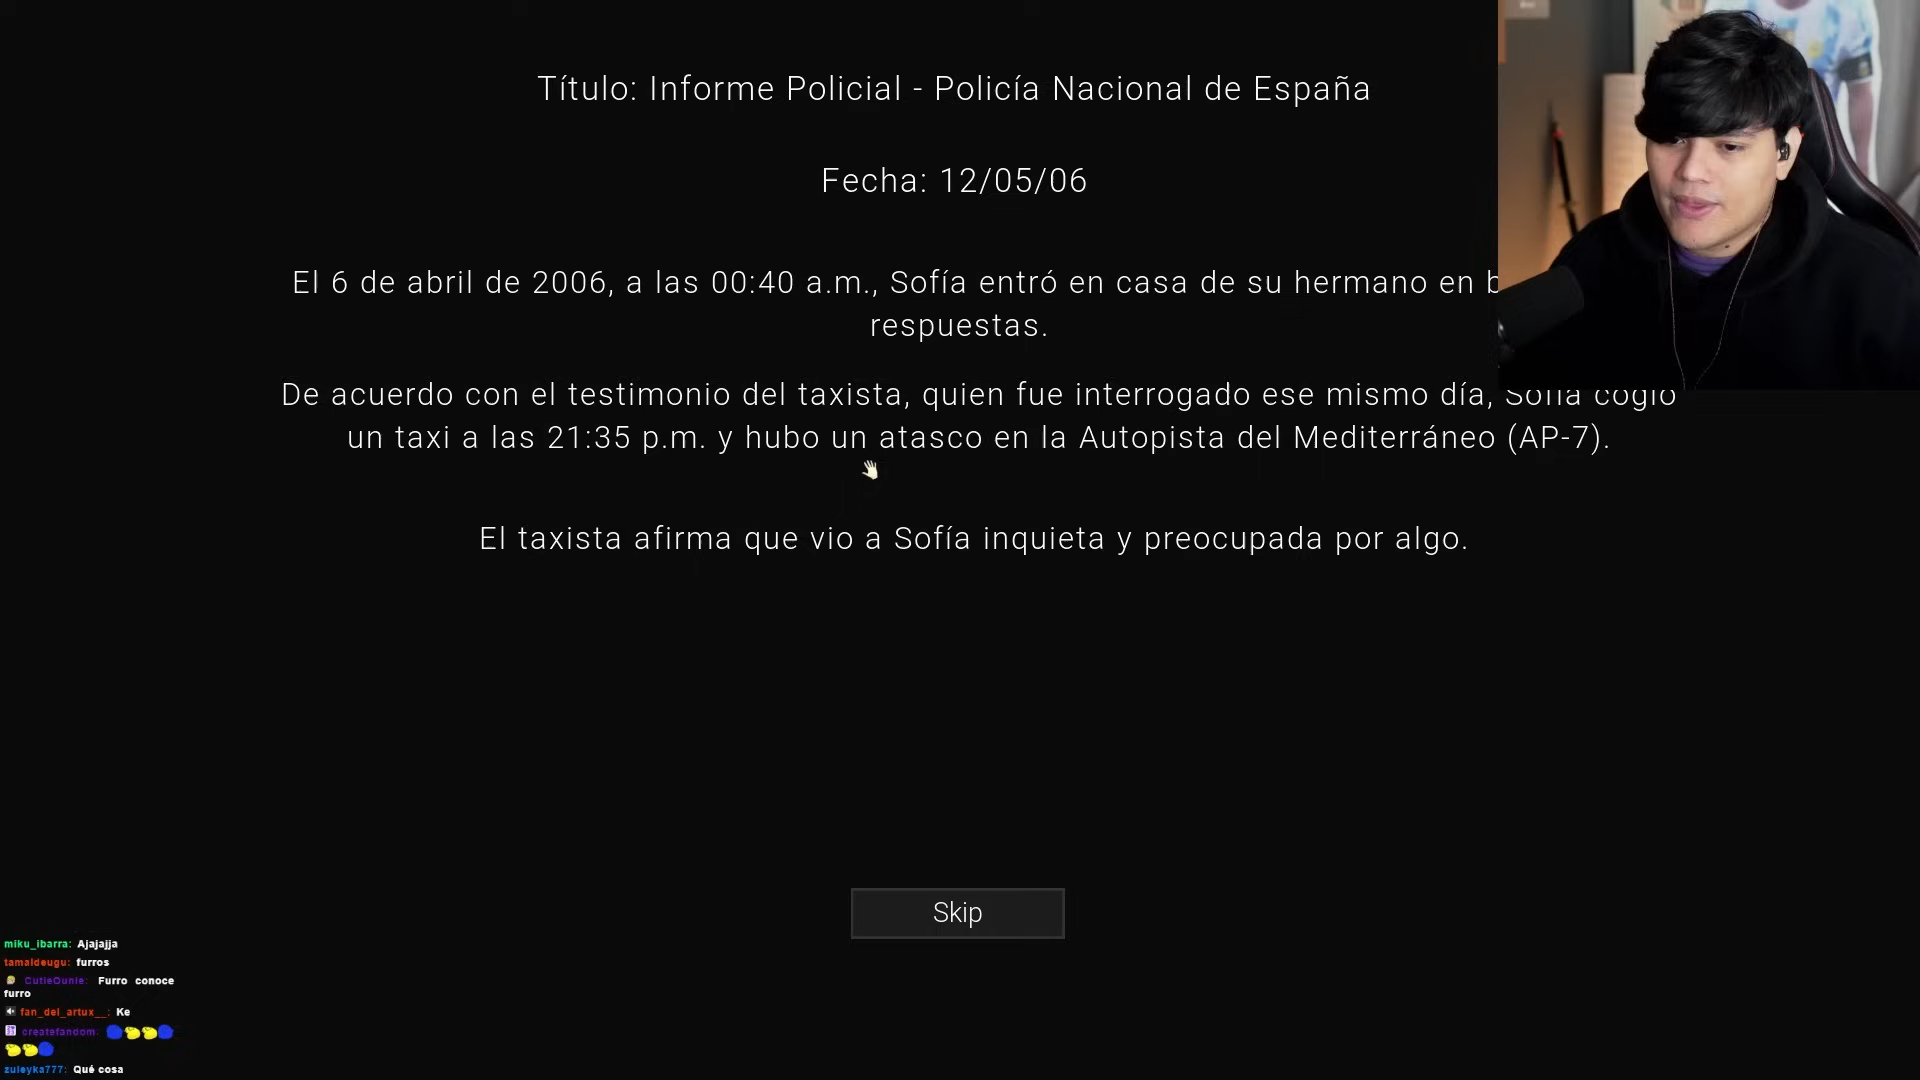 Título: Informe Policial - Policía Nacional de España
Fecha: 12/05/06
El 6 de abril de 2006, a las 00:40 a.m., Sofía entró en casa de su hermano en
respuestas.
De acuerdo con el testimonio del taxista, quien fue interrogado ese mismo día, Sofía cogió
un taxi a las 21:35 p.m. y hubo un atasco en la Autopista del Mediterráneo (AP-7).
El taxista afirma que vio a Sofía inquieta y preocupada por algo.
Skip
miku_ibarra: Ajajajja
tamaldeugu: furros
CutieOunie: Furro conoce
furro
fan_del_artux__: Ke
createfandom:
zuleyka777: Qué cosa